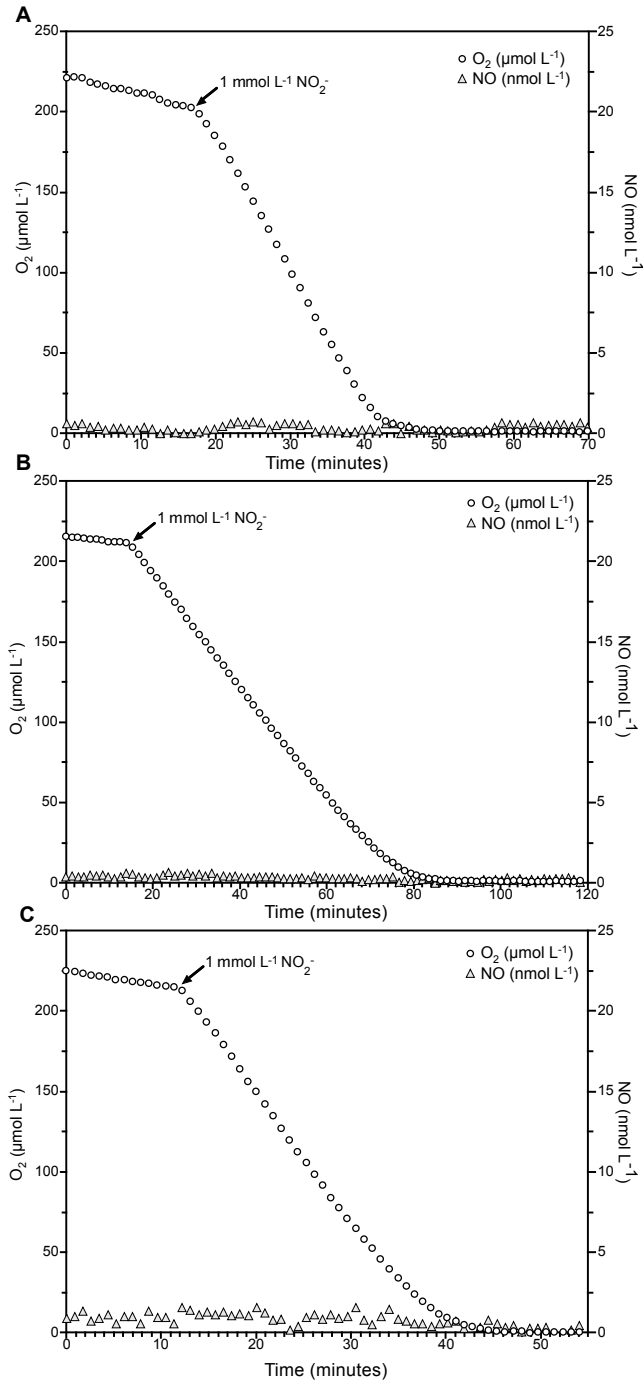 A
250
200
150
100
50
0
O₂ (µmol L⁻¹)
25
20
15
10
5
0
NO (nmol L⁻¹)
O₂ (µmol L⁻¹)
NO (nmol L⁻¹)
1 mmol L⁻¹ NO₂⁻
0 10 20 30 40 50 60 70
Time (minutes)
B
250
200
150
100
50
0
O₂ (µmol L⁻¹)
25
20
15
10
5
0
NO (nmol L⁻¹)
O₂ (µmol L⁻¹)
NO (nmol L⁻¹)
1 mmol L⁻¹ NO₂⁻
0 20 40 60 80 100 120
Time (minutes)
C
250
200
150
100
50
0
O₂ (µmol L⁻¹)
25
20
15
10
5
0
NO (nmol L⁻¹)
O₂ (µmol L⁻¹)
NO (nmol L⁻¹)
1 mmol L⁻¹ NO₂⁻
0 10 20 30 40 50
Time (minutes)